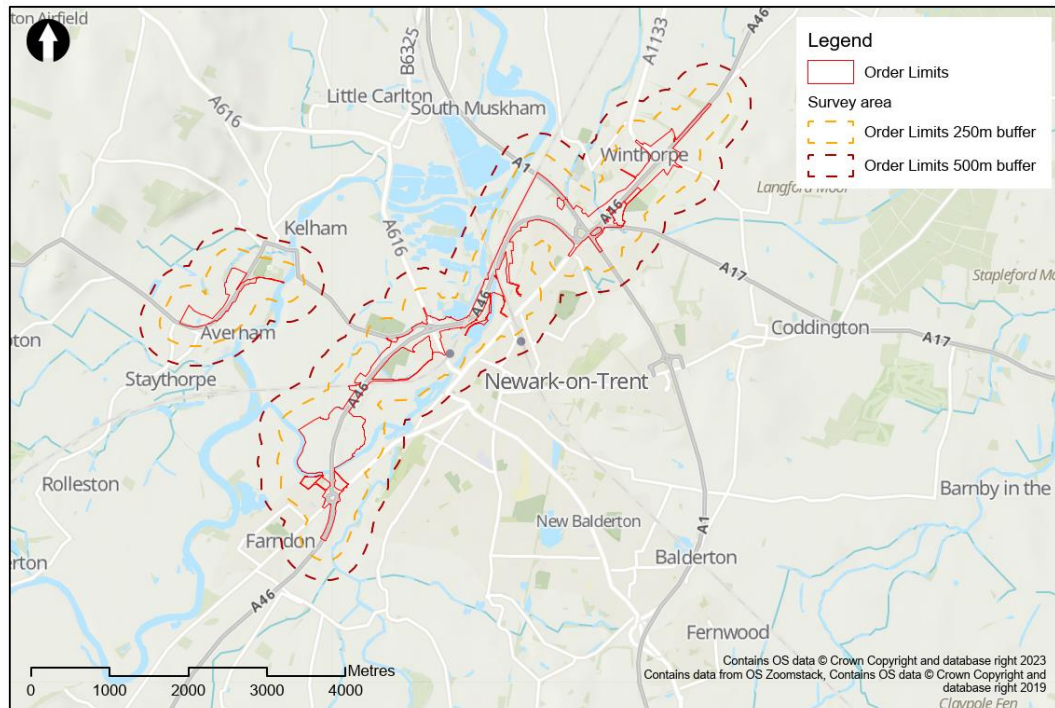 ton Airfield
A616
B6325
A1133
A46
Little Carlton
South Muskham
A1
Winthorpe
A46
Langford Moor
Kelham
A616
A17
Stapleford Mo
Averham
A46
Coddington
pton
A17
Staythorpe
Newark-on-Trent
A46
Rolleston
Barnby in the
New Balderton
A1
Farndon
Balderton
erton
A46
Fernwood
Claypole Fen
Legend
Order Limits
Survey area
Order Limits 250m buffer
Order Limits 500m buffer
Metres
0 1000 2000 3000 4000
Contains OS data © Crown Copyright and database right 2023
Contains data from OS Zoomstack, Contains OS data © Crown Copyright and
database right 2019